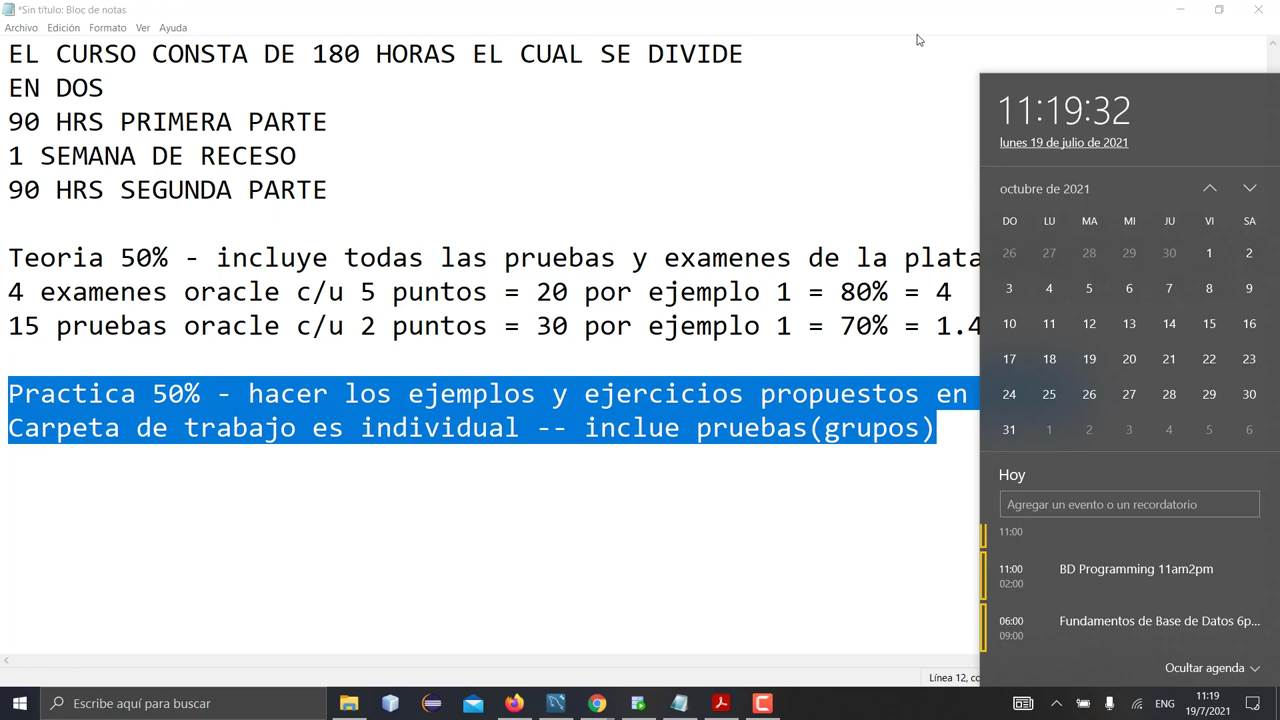 *Sin título: Bloc de notas
Archivo Edición Formato Ver Ayuda
EL CURSO CONSTA DE 180 HORAS EL CUAL SE DIVIDE
EN DOS
90 HRS PRIMERA PARTE
1 SEMANA DE RECESO
90 HRS SEGUNDA PARTE
Teoria 50% - incluye todas las pruebas y examenes de la plata
4 examenes oracle c/u 5 puntos = 20 por ejemplo 1 = 80% = 4
15 pruebas oracle c/u 2 puntos = 30 por ejemplo 1 = 70% = 1.4
Practica 50% - hacer los ejemplos y ejercicios propuestos en
Carpeta de trabajo es individual -- inclue pruebas(grupos)
Línea 12, co
11:19:32
lunes 19 de julio de 2021
octubre de 2021
DO LU MA MI JU VI SA
26 27 28 29 30 1 2
3 4 5 6 7 8 9
10 11 12 13 14 15 16
17 18 19 20 21 22 23
24 25 26 27 28 29 30
31 1 2 3 4 5 6
Hoy
Agregar un evento o un recordatorio
11:00
11:00 BD Programming 11am2pm
02:00
06:00 Fundamentos de Base de Datos 6p...
09:00
Ocultar agenda
Escribe aquí para buscar
ENG
11:19
19/7/2021